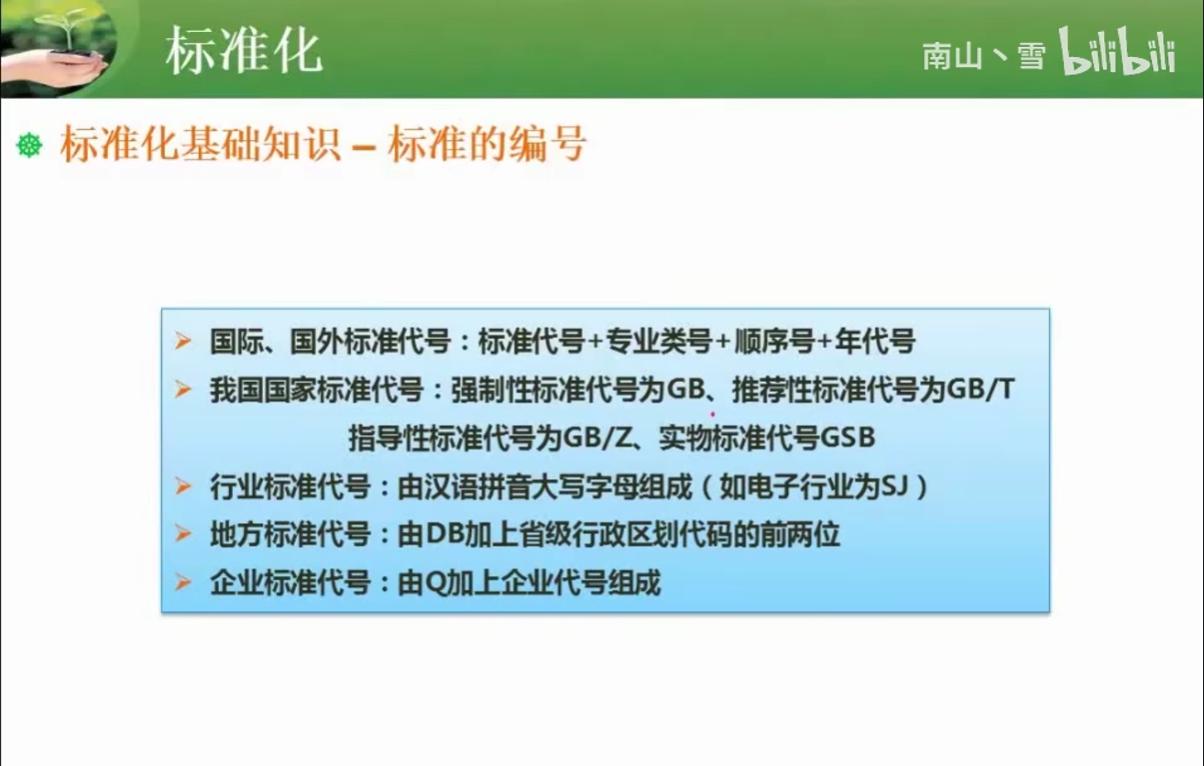 标准化
南山丶雪 bilibili
标准化基础知识 – 标准的编号
国际、国外标准代号：标准代号+专业类号+顺序号+年代号
我国国家标准代号：强制性标准代号为GB、推荐性标准代号为GB/T
指导性标准代号为GB/Z、实物标准代号GSB
行业标准代号：由汉语拼音大写字母组成（如电子行业为SJ）
地方标准代号：由DB加上省级行政区划代码的前两位
企业标准代号：由Q加上企业代号组成